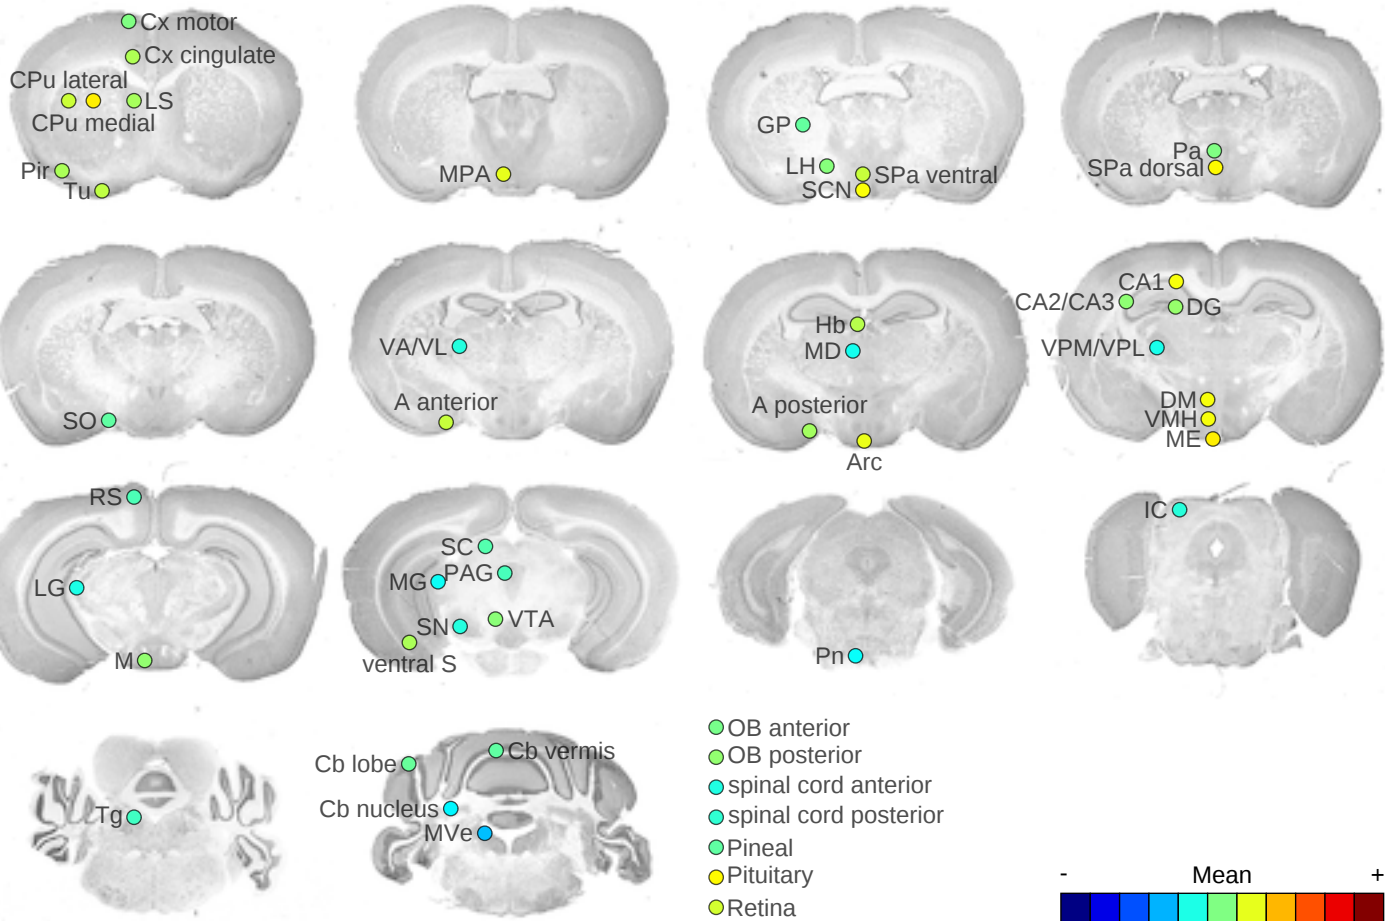 Cx motor
Cx cingulate
CPu lateral
LS
CPu medial
Pir
Tu
MPA
GP
LH
SPa ventral
SCN
Pa
SPa dorsal
SO
VA/VL
A anterior
Hb
MD
A posterior
Arc
CA1
CA2/CA3
DG
VPM/VPL
DM
VMH
ME
RS
LG
M
SC
PAG
MG
VTA
SN
ventral S
Pn
IC
Tg
Cb vermis
Cb lobe
Cb nucleus
MVe
OB anterior
OB posterior
spinal cord anterior
spinal cord posterior
Pineal
Pituitary
Retina
- Mean +